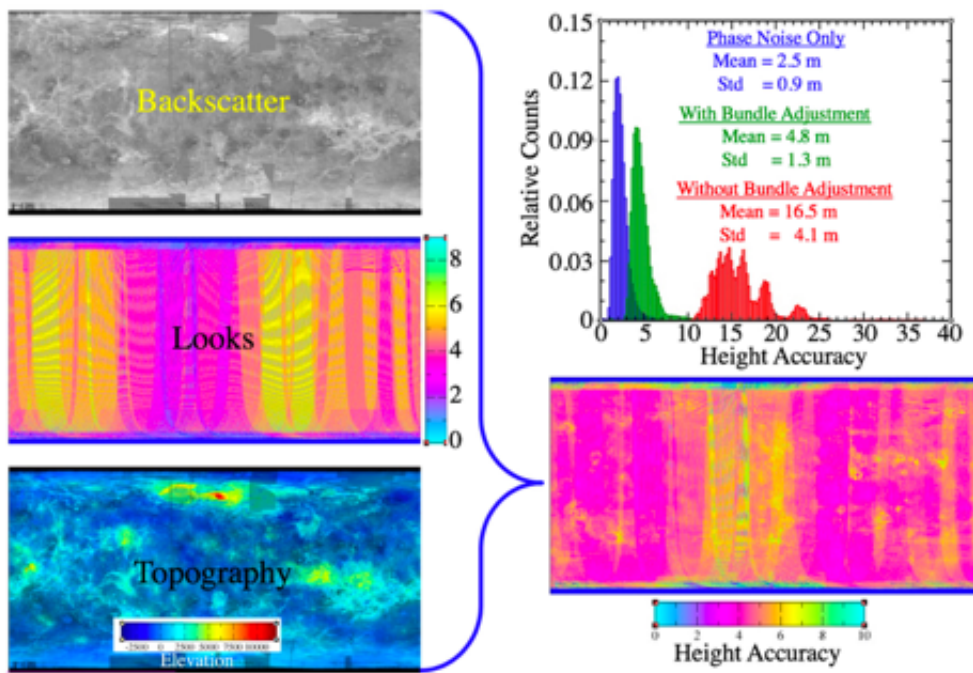 Backscatter
Looks
8
6
4
2
0
Topography
-2500 0 2500 5000 7500 10000
Elevation
0.15
0.12
0.09
0.06
0.03
0
Relative Counts
Phase Noise Only
Mean = 2.5 m
Std = 0.9 m
With Bundle Adjustment
Mean = 4.8 m
Std = 1.3 m
Without Bundle Adjustment
Mean = 16.5 m
Std = 4.1 m
0 5 10 15 20 25 30 35 40
Height Accuracy
0 2 4 6 8 10
Height Accuracy